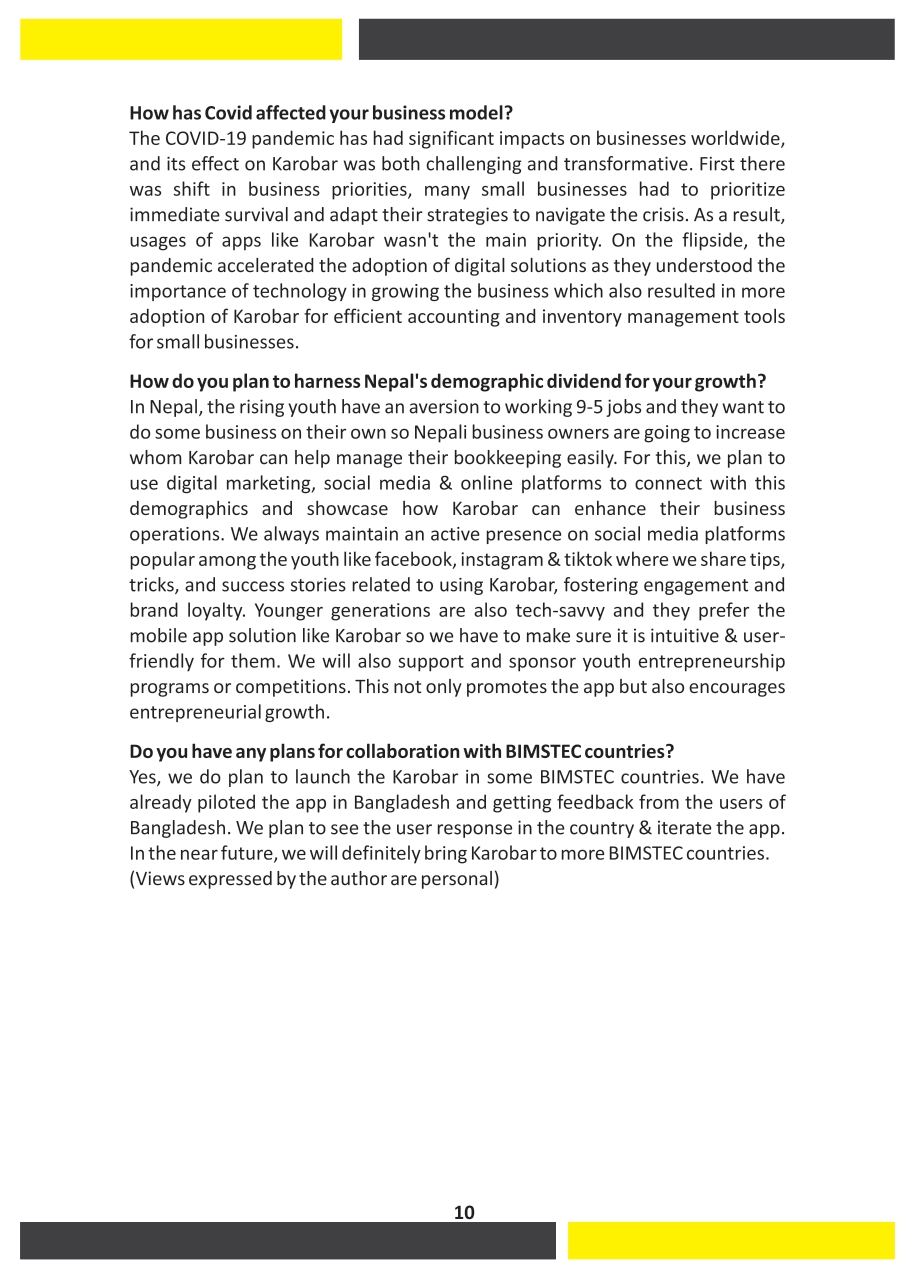 How has Covid affected your business model?
The COVID-19 pandemic has had significant impacts on businesses worldwide,
and its effect on Karobar was both challenging and transformative. First there
was shift in business priorities, many small businesses had to prioritize
immediate survival and adapt their strategies to navigate the crisis. As a result,
usages of apps like Karobar wasn't the main priority. On the flipside, the
pandemic accelerated the adoption of digital solutions as they understood the
importance of technology in growing the business which also resulted in more
adoption of Karobar for efficient accounting and inventory management tools
for small businesses.
How do you plan to harness Nepal's demographic dividend for your growth?
In Nepal, the rising youth have an aversion to working 9-5 jobs and they want to
do some business on their own so Nepali business owners are going to increase
whom Karobar can help manage their bookkeeping easily. For this, we plan to
use digital marketing, social media & online platforms to connect with this
demographics and showcase how Karobar can enhance their business
operations. We always maintain an active presence on social media platforms
popular among the youth like facebook, instagram & tiktok where we share tips,
tricks, and success stories related to using Karobar, fostering engagement and
brand loyalty. Younger generations are also tech-savvy and they prefer the
mobile app solution like Karobar so we have to make sure it is intuitive & user-
friendly for them. We will also support and sponsor youth entrepreneurship
programs or competitions. This not only promotes the app but also encourages
entrepreneurial growth.
Do you have any plans for collaboration with BIMSTEC countries?
Yes, we do plan to launch the Karobar in some BIMSTEC countries. We have
already piloted the app in Bangladesh and getting feedback from the users of
Bangladesh. We plan to see the user response in the country & iterate the app.
In the near future, we will definitely bring Karobar to more BIMSTEC countries.
(Views expressed by the author are personal)
10